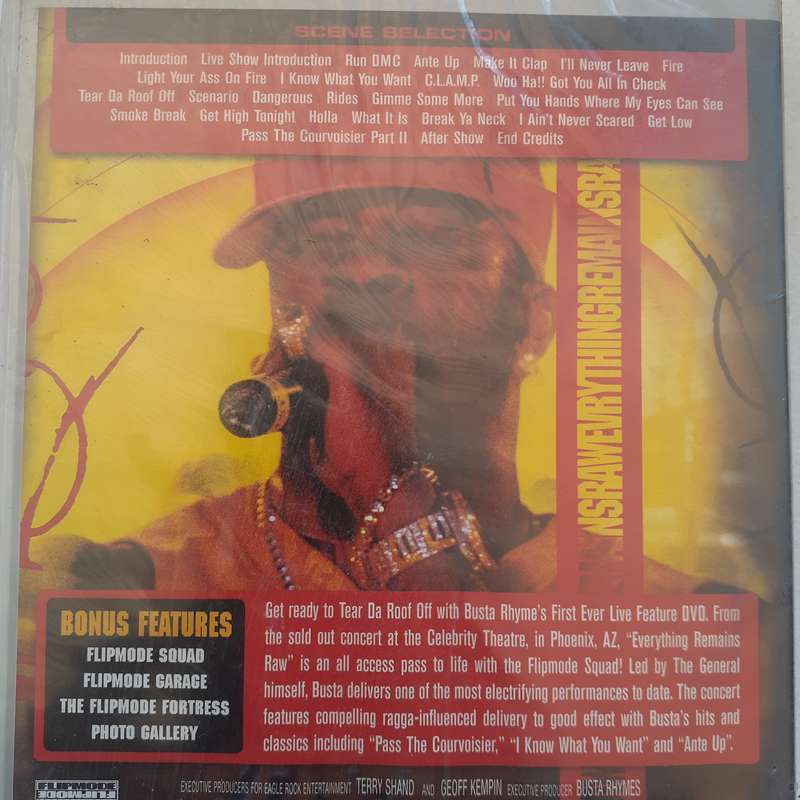 SCENE SELECTION
Introduction Live Show Introduction Run DMC Ante Up Make It Clap I'll Never Leave Fire
Light Your Ass On Fire I Know What You Want C.L.A.M.P. Woo Ha!! Got You All In Check
Tear Da Roof Off Scenario Dangerous Rides Gimme Some More Put You Hands Where My Eyes Can See
Smoke Break Get High Tonight Holla What It Is Break Ya Neck I Ain't Never Scared Get Low
Pass The Courvoisier Part II After Show End Credits
NSRAWEVRYTHINGREMAIKSRA
BONUS FEATURES
FLIPMODE SQUAD
FLIPMODE GARAGE
THE FLIPMODE FORTRESS
PHOTO GALLERY
Get ready to Tear Da Roof Off with Busta Rhyme's First Ever Live Feature DVD. From
the sold out concert at the Celebrity Theatre, in Phoenix, AZ, "Everything Remains
Raw" is an all access pass to life with the Flipmode Squad! Led by The General
himself, Busta delivers one of the most electrifying performances to date. The concert
features compelling ragga-influenced delivery to good effect with Busta's hits and
classics including "Pass The Courvoisier," "I Know What You Want" and "Ante Up".
FLIPMODE
EXECUTIVE PRODUCERS FOR EAGLE ROCK ENTERTAINMENT TERRY SHAND AND GEOFF KEMPIN EXECUTIVE PRODUCER BUSTA RHYMES